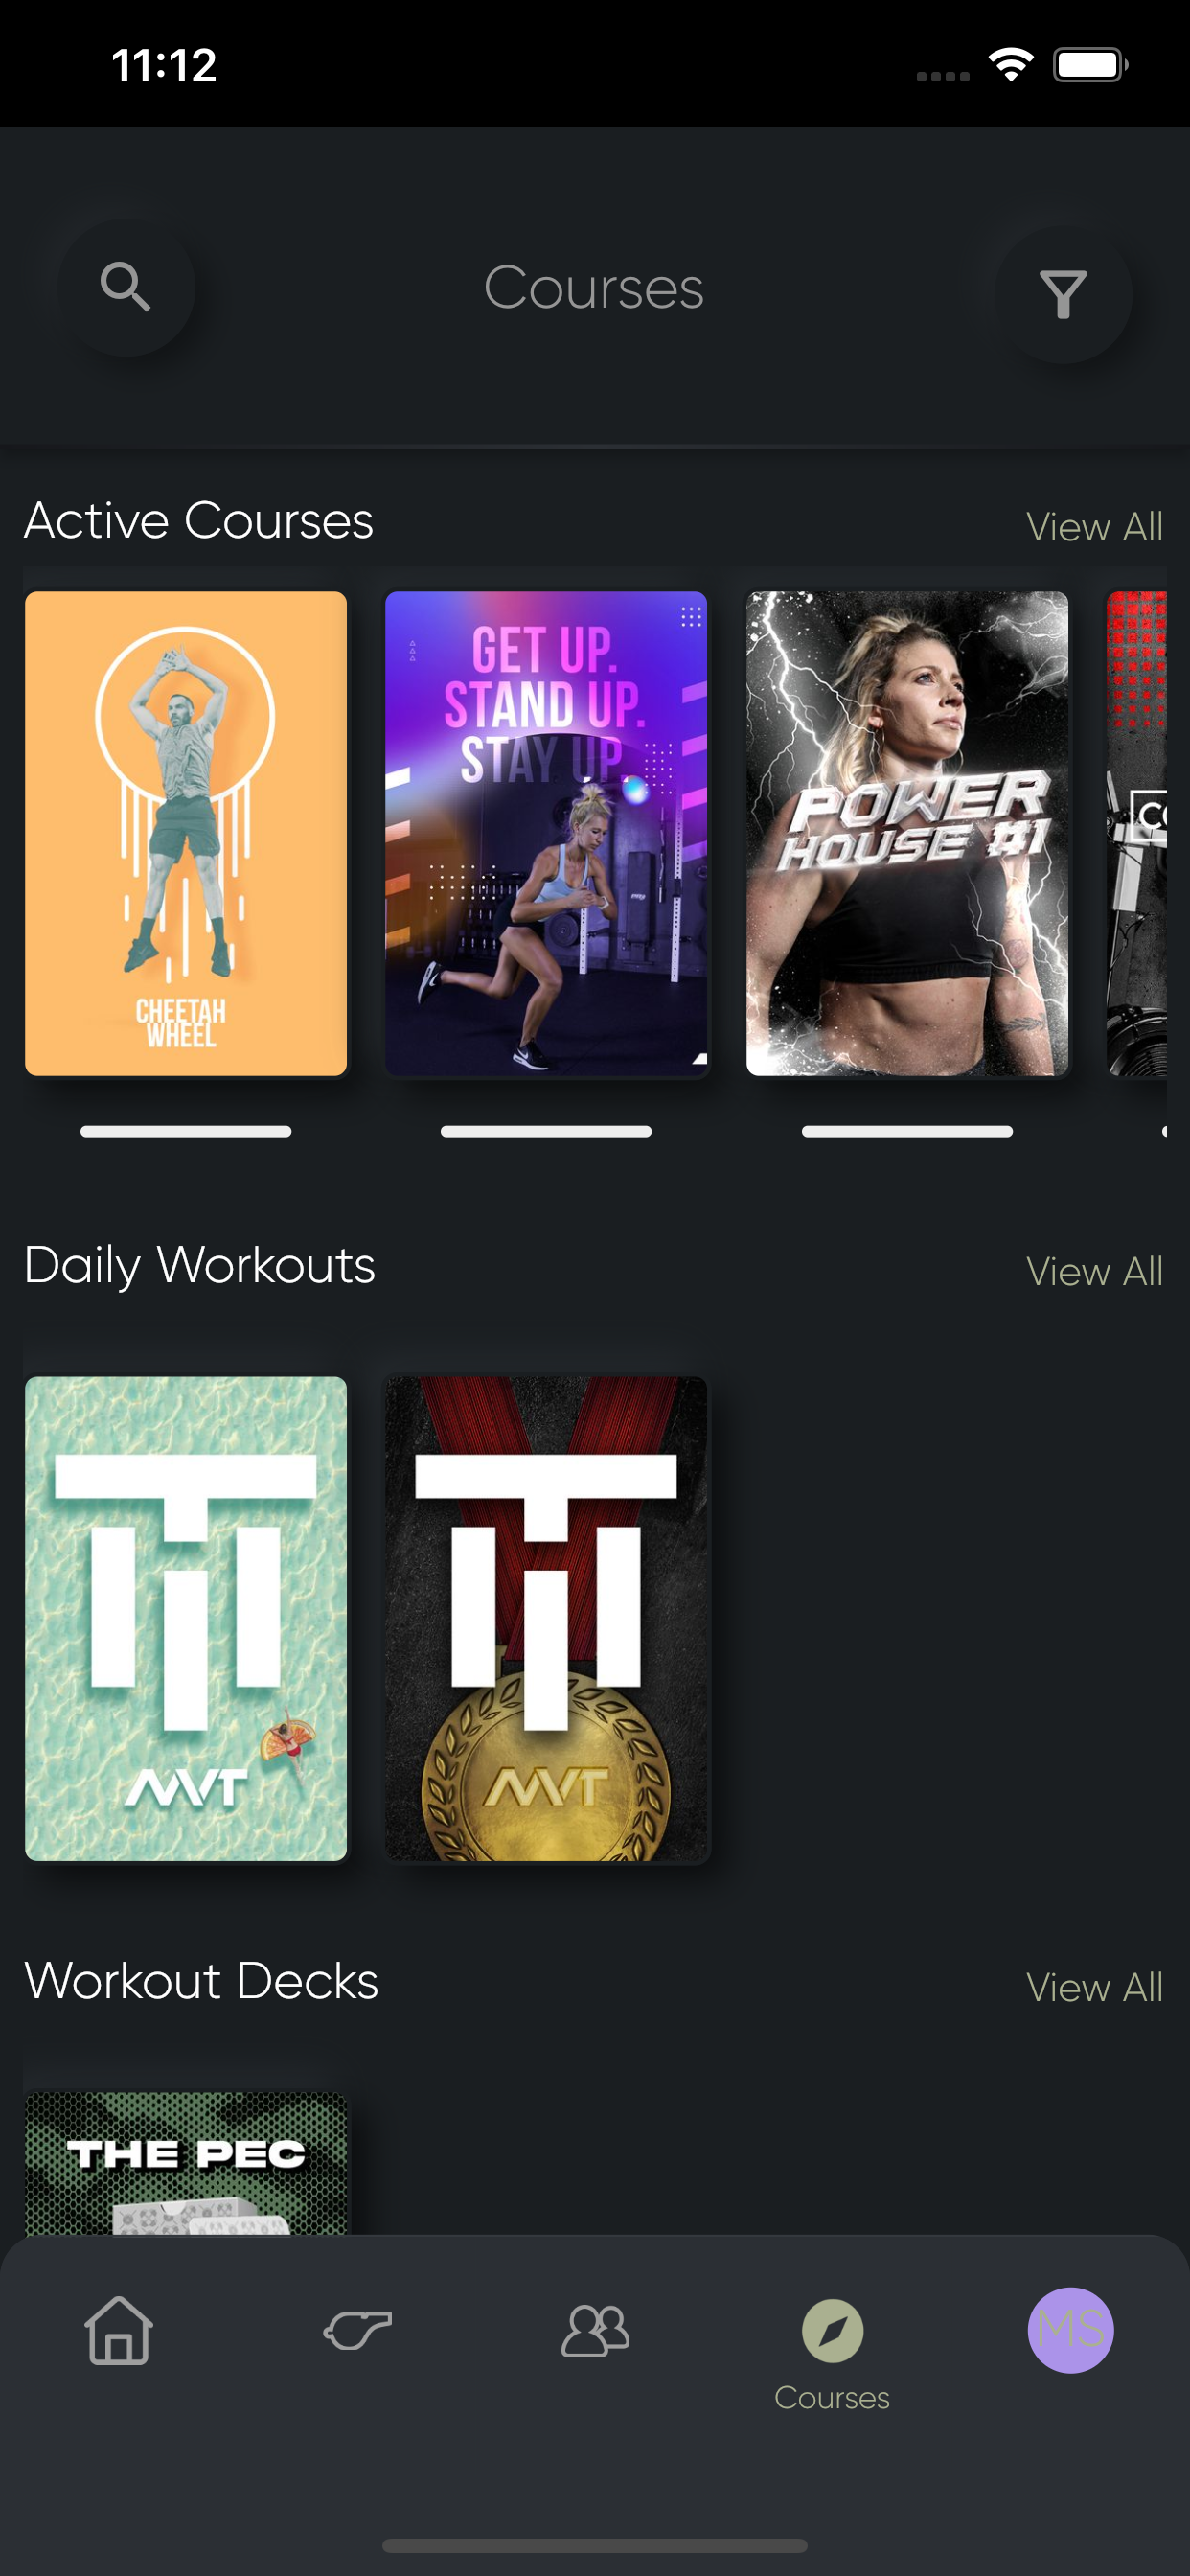 11:12
Courses
Active Courses
View All
CHEETAH
WHEEL
GET UP.
STAND UP.
STAY UP.
POWER
HOUSE #1
Daily Workouts
View All
MVT
MVT
Workout Decks
View All
THE PEC
Courses
MS